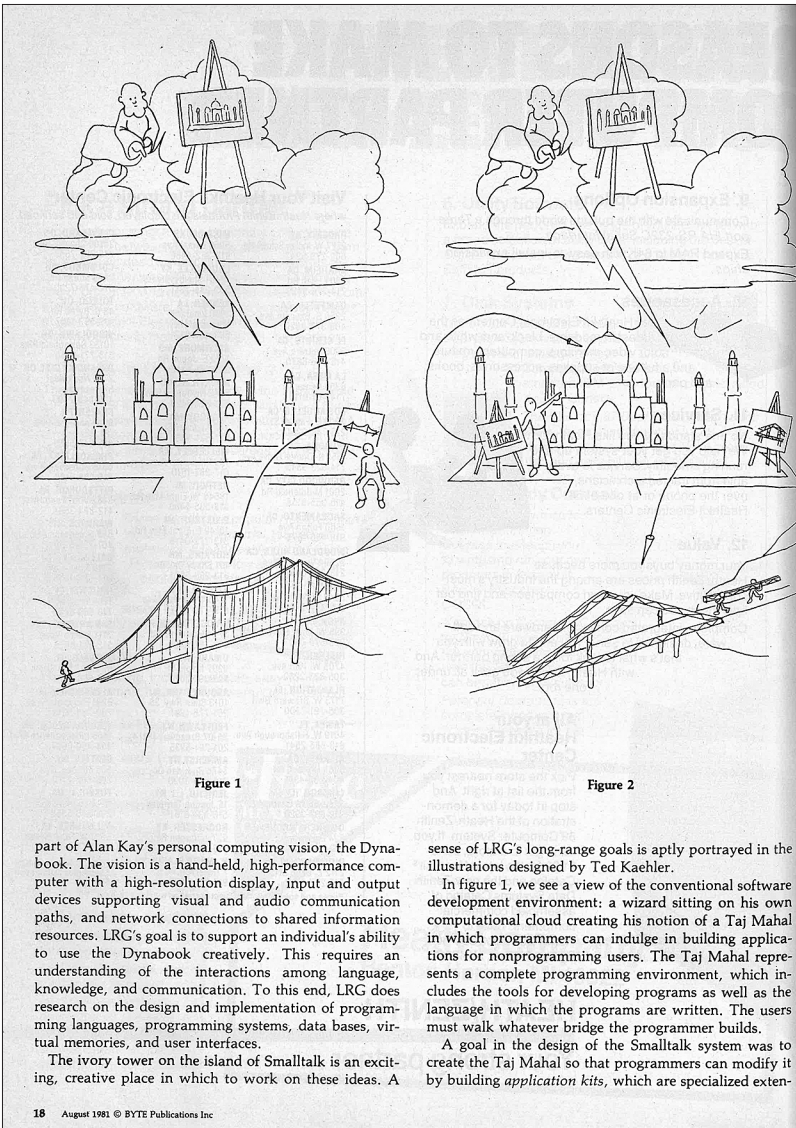 Figure 1
Figure 2
part of Alan Kay's personal computing vision, the Dyna-
book. The vision is a hand-held, high-performance com-
puter with a high-resolution display, input and output
devices supporting visual and audio communication
paths, and network connections to shared information
resources. LRG's goal is to support an individual's ability
to use the Dynabook creatively. This requires an
understanding of the interactions among language,
knowledge, and communication. To this end, LRG does
research on the design and implementation of program-
ming languages, programming systems, data bases, vir-
tual memories, and user interfaces.
The ivory tower on the island of Smalltalk is an excit-
ing, creative place in which to work on these ideas. A
sense of LRG's long-range goals is aptly portrayed in the
illustrations designed by Ted Kaehler.
In figure 1, we see a view of the conventional software
development environment: a wizard sitting on his own
computational cloud creating his notion of a Taj Mahal
in which programmers can indulge in building applica-
tions for nonprogramming users. The Taj Mahal repre-
sents a complete programming environment, which in-
cludes the tools for developing programs as well as the
language in which the programs are written. The users
must walk whatever bridge the programmer builds.
A goal in the design of the Smalltalk system was to
create the Taj Mahal so that programmers can modify it
by building application kits, which are specialized exten-
18 August 1981 © BYTE Publications Inc